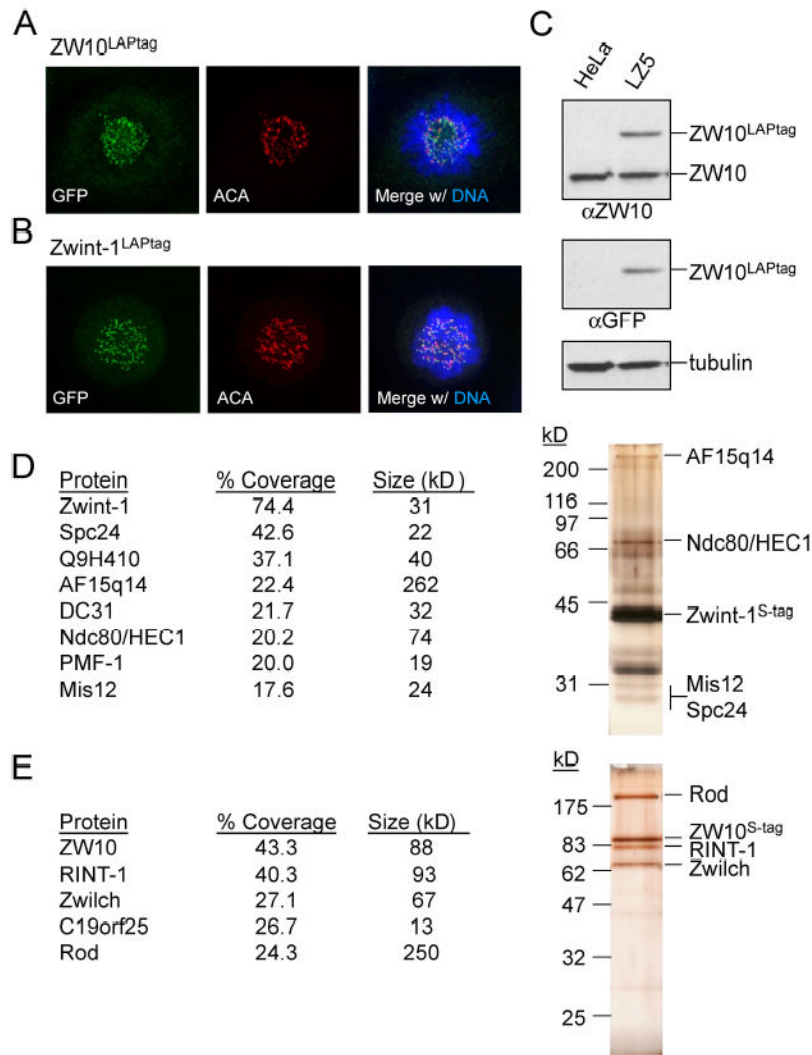 A
ZW10LAPtag
GFP
ACA
Merge w/ DNA
B
Zwint-1LAPtag
GFP
ACA
Merge w/ DNA
C
HeLa
LZ5
ZW10LAPtag
ZW10
αZW10
ZW10LAPtag
αGFP
tubulin
D
Protein % Coverage Size (kD )
Zwint-1 74.4 31
Spc24 42.6 22
Q9H410 37.1 40
AF15q14 22.4 262
DC31 21.7 32
Ndc80/HEC1 20.2 74
PMF-1 20.0 19
Mis12 17.6 24
kD
200
116
97
66
45
31
AF15q14
Ndc80/HEC1
Zwint-1S-tag
Mis12
Spc24
E
Protein % Coverage Size (kD)
ZW10 43.3 88
RINT-1 40.3 93
Zwilch 27.1 67
C19orf25 26.7 13
Rod 24.3 250
kD
175
83
62
47
32
25
Rod
ZW10S-tag
RINT-1
Zwilch